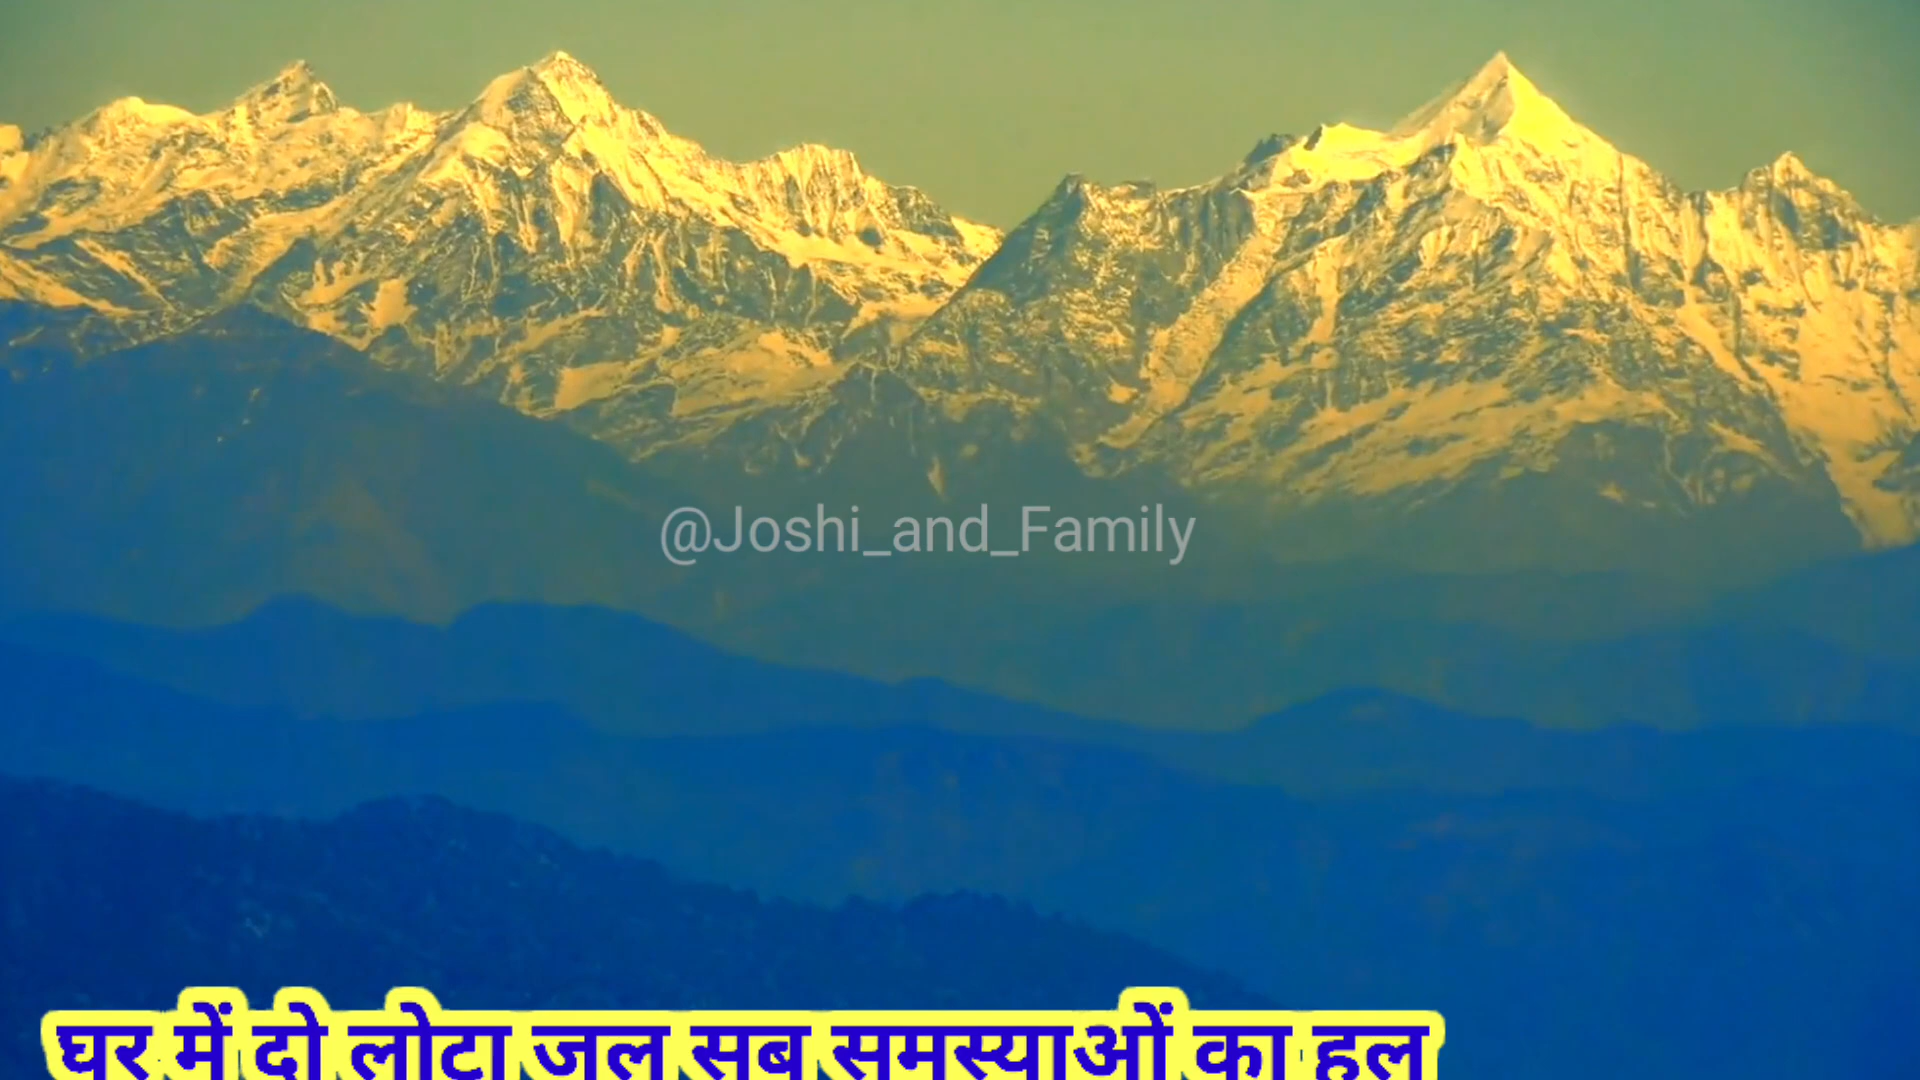 @Joshi_and_Family
घर में दो लोटा जल सब समस्याओं का हल